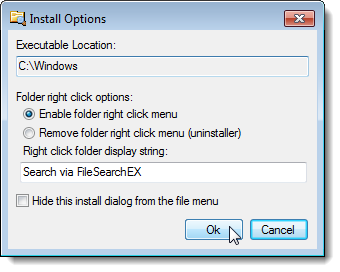 Install Options
Executable Location:
C:\Windows
Folder right click options:
Enable folder right click menu
Remove folder right click menu (uninstaller)
Right click folder display string:
Search via FileSearchEX
Hide this install dialog from the file menu
Ok Cancel